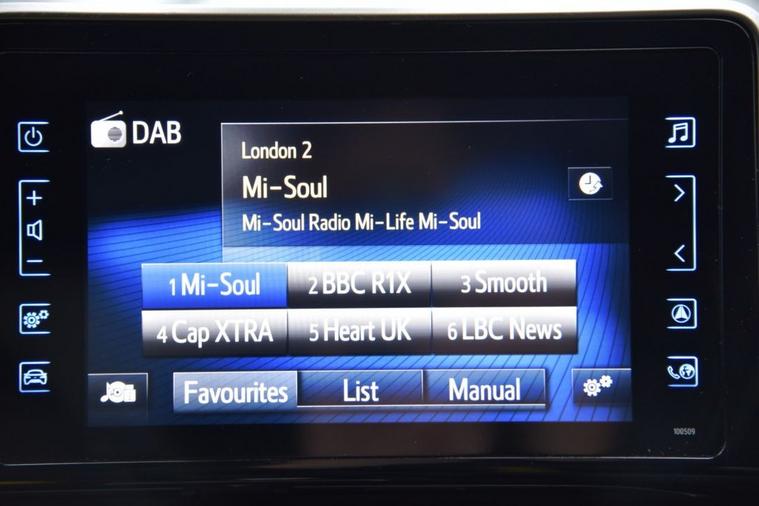 DAB
London 2
Mi-Soul
Mi-Soul Radio Mi-Life Mi-Soul
1 Mi-Soul 2 BBC R1X 3 Smooth
4 Cap XTRA 5 Heart UK 6 LBC News
Favourites List Manual
100509